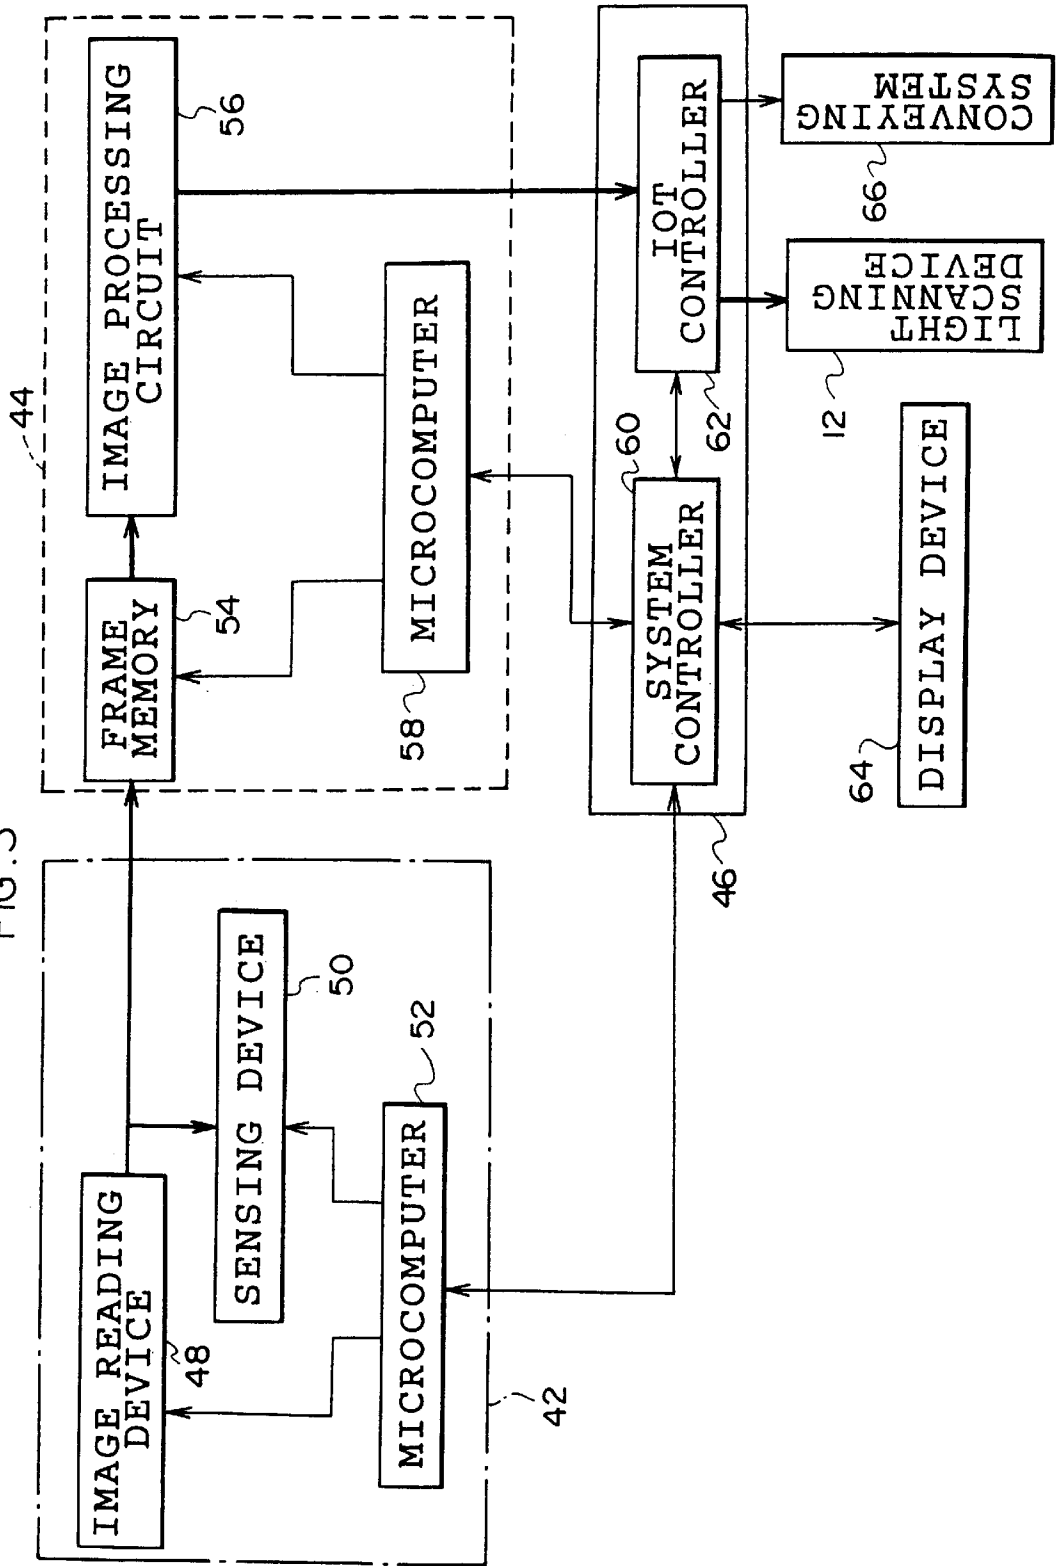 FIG.3
44
IMAGE READING
DEVICE
48
SENSING DEVICE
50
MICROCOMPUTER
52
42
FRAME
MEMORY
54
IMAGE PROCESSING
CIRCUIT
56
MICROCOMPUTER
58
SYSTEM
CONTROLLER
60
IOT
CONTROLLER
62
46
DISPLAY DEVICE
64
LIGHT
SCANNING
DEVICE
12
CONVEYING
SYSTEM
66